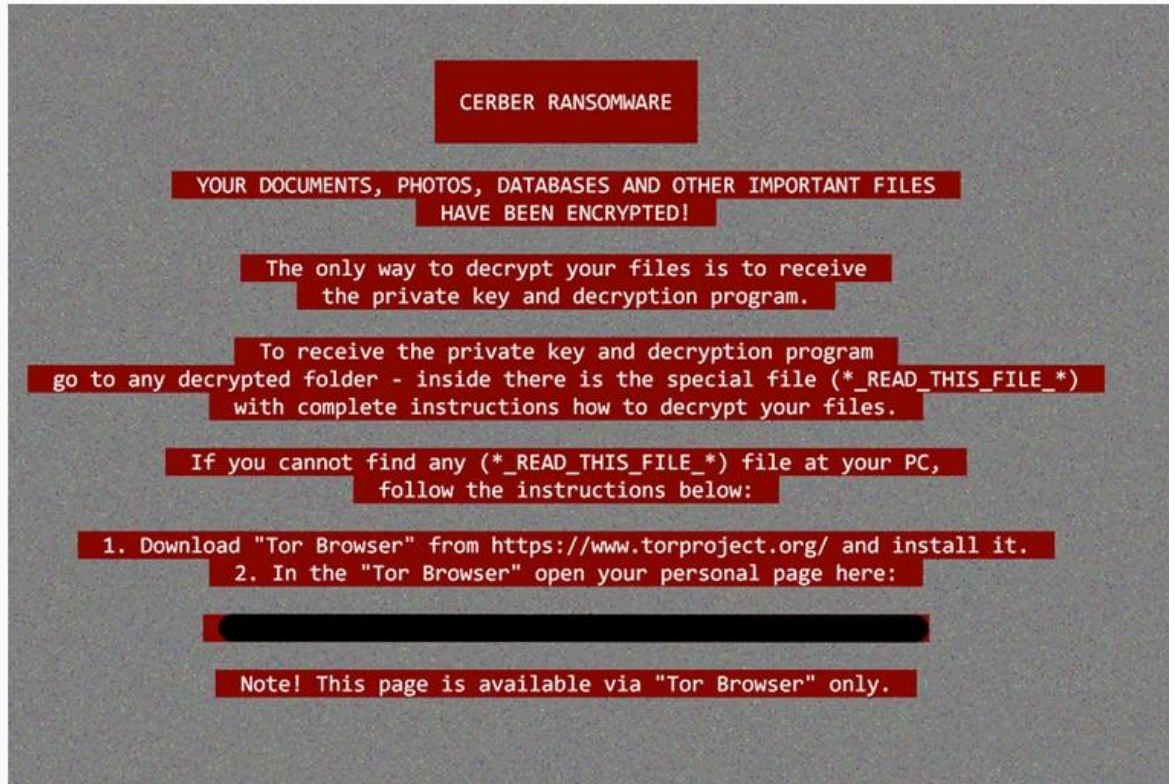 CERBER RANSOMWARE
YOUR DOCUMENTS, PHOTOS, DATABASES AND OTHER IMPORTANT FILES
HAVE BEEN ENCRYPTED!
The only way to decrypt your files is to receive
the private key and decryption program.
To receive the private key and decryption program
go to any decrypted folder - inside there is the special file (*_READ_THIS_FILE_*)
with complete instructions how to decrypt your files.
If you cannot find any (*_READ_THIS_FILE_*) file at your PC,
follow the instructions below:
1. Download "Tor Browser" from https://www.torproject.org/ and install it.
2. In the "Tor Browser" open your personal page here:
Note! This page is available via "Tor Browser" only.